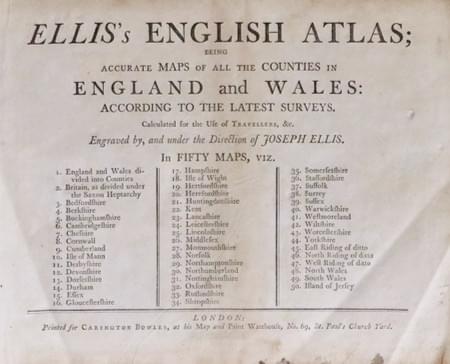 ELLIS's ENGLISH ATLAS;
BEING
ACCURATE MAPS OF ALL THE COUNTIES IN
ENGLAND and WALES:
ACCORDING TO THE LATEST SURVEYS.
Calculated for the Use of TRAVELLERS, &c.
Engraved by, and under the Direction of JOSEPH ELLIS.
In FIFTY MAPS, VIZ.
1. England and Wales di-
vided into Counties
2. Britain, as divided under
the Saxon Heptarchy
3. Bedfordshire
4. Berkshire
5. Buckinghamshire
6. Cambridgeshire
7. Cheshire
8. Cornwall
9. Cumberland
10. Isle of Mann
11. Derbyshire
12. Devonshire
13. Dorsetshire
14. Durham
15. Essex
16. Gloucestershire
17. Hampshire
18. Isle of Wight
19. Hertfordshire
20. Herefordshire
21. Huntingdonshire
22. Kent
23. Lancashire
24. Leicestershire
25. Lincolnshire
26. Middlesex
27. Monmouthshire
28. Norfolk
29. Northamptonshire
30. Northumberland
31. Nottinghamshire
32. Oxfordshire
33. Rutlandshire
34. Shropshire
35. Somersetshire
36. Staffordshire
37. Suffolk
38. Surrey
39. Sussex
40. Warwickshire
41. Westmoreland
42. Wiltshire
43. Worcestershire
44. Yorkshire
45. East Riding of ditto
46. North Riding of ditto
47. West Riding of ditto
48. North Wales
49. South Wales
50. Island of Jersey
LONDON:
Printed for CARINGTON BOWLES, at his Map and Print Warehouse, No. 69, St. Paul's Church Yard.